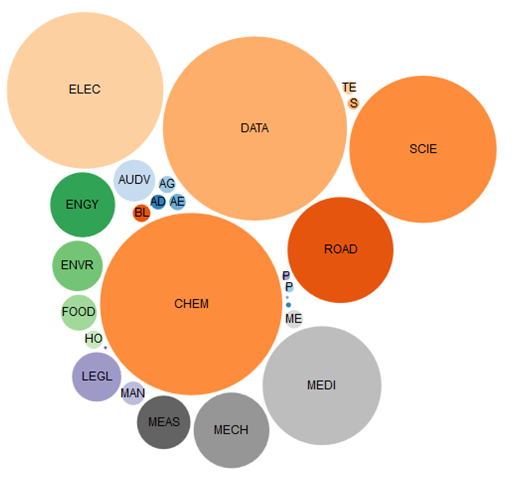 ELEC
DATA
TE
S
SCIE
AUDV
AG
ENGY
BL
AD
AE
ROAD
ENVR
CHEM
P
P
FOOD
ME
HO
LEGL
MAN
MEDI
MEAS
MECH